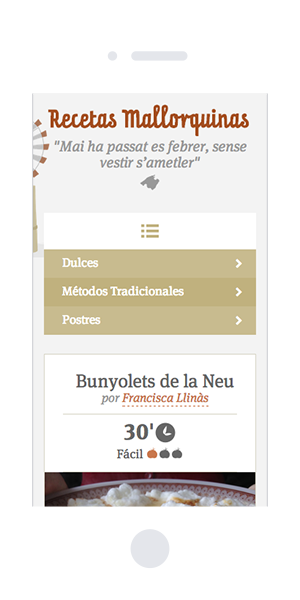 Recetas Mallorquinas
"Mai ha passat es febrer, sense
vestir s'ametler"
Dulces
Métodos Tradicionales
Postres
Bunyolets de la Neu
por Francisca Llinàs
30'
Fácil